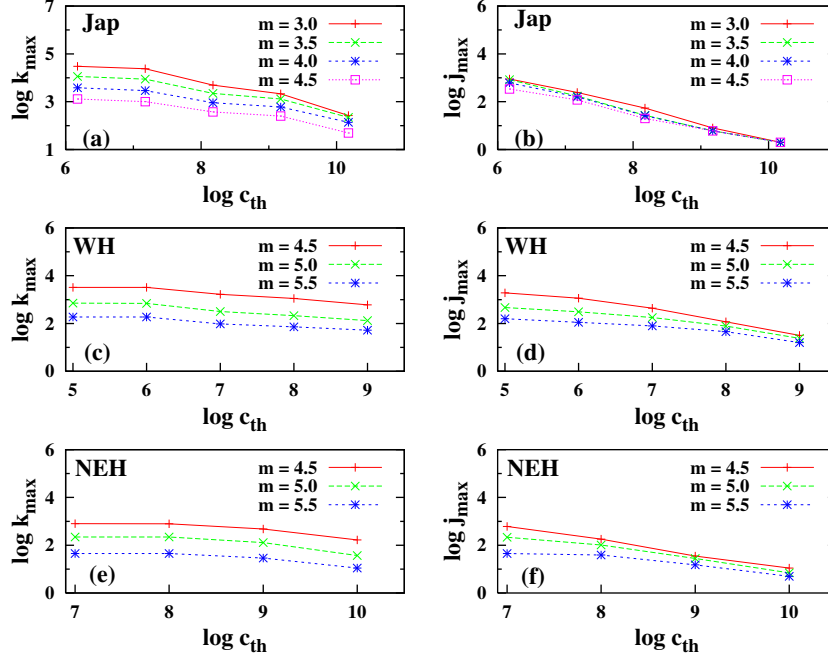 Jap
m = 3.0
m = 3.5
m = 4.0
m = 4.5
7
5
3
1
log k_max
(a)
6 8 10
log c_th
Jap
m = 3.0
m = 3.5
m = 4.0
m = 4.5
6
4
2
0
log j_max
(b)
6 8 10
log c_th
WH
m = 4.5
m = 5.0
m = 5.5
6
4
2
0
log k_max
(c)
5 6 7 8 9
log c_th
WH
m = 4.5
m = 5.0
m = 5.5
6
4
2
0
log j_max
(d)
5 6 7 8 9
log c_th
NEH
m = 4.5
m = 5.0
m = 5.5
6
4
2
0
log k_max
(e)
7 8 9 10
log c_th
NEH
m = 4.5
m = 5.0
m = 5.5
6
4
2
0
log j_max
(f)
7 8 9 10
log c_th